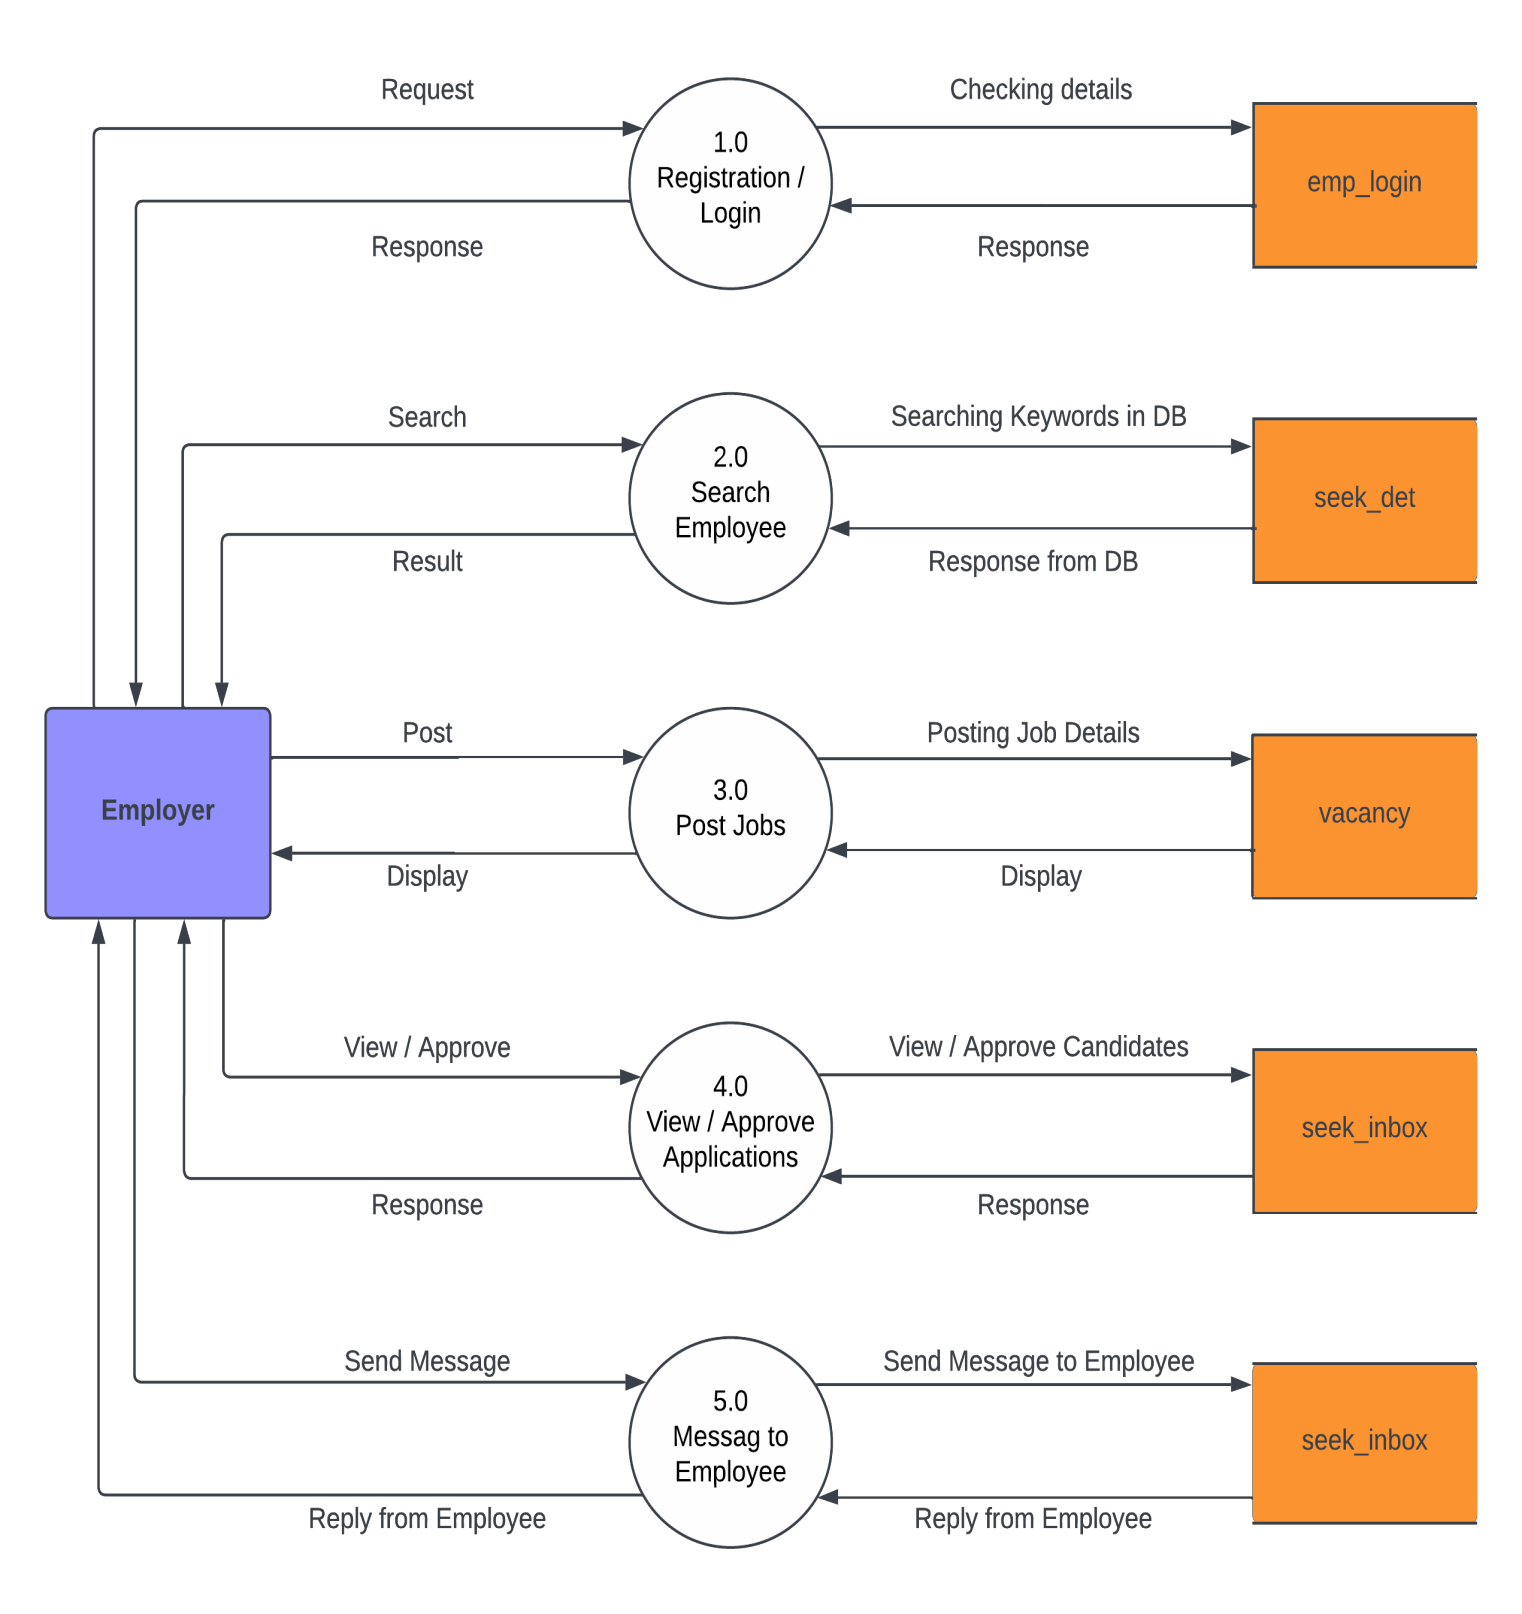 Request
Checking details
1.0
Registration /
Login
emp_login
Response
Response
Search
Searching Keywords in DB
2.0
Search
Employee
seek_det
Result
Response from DB
Post
Posting Job Details
Employer
3.0
Post Jobs
vacancy
Display
Display
View / Approve
View / Approve Candidates
4.0
View / Approve
Applications
seek_inbox
Response
Response
Send Message
Send Message to Employee
5.0
Messag to
Employee
seek_inbox
Reply from Employee
Reply from Employee